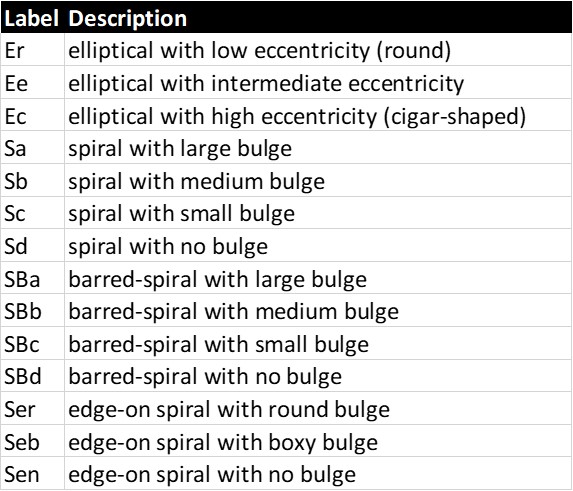 Label Description
Er elliptical with low eccentricity (round)
Ee elliptical with intermediate eccentricity
Ec elliptical with high eccentricity (cigar-shaped)
Sa spiral with large bulge
Sb spiral with medium bulge
Sc spiral with small bulge
Sd spiral with no bulge
SBa barred-spiral with large bulge
SBb barred-spiral with medium bulge
SBc barred-spiral with small bulge
SBd barred-spiral with no bulge
Ser edge-on spiral with round bulge
Seb edge-on spiral with boxy bulge
Sen edge-on spiral with no bulge